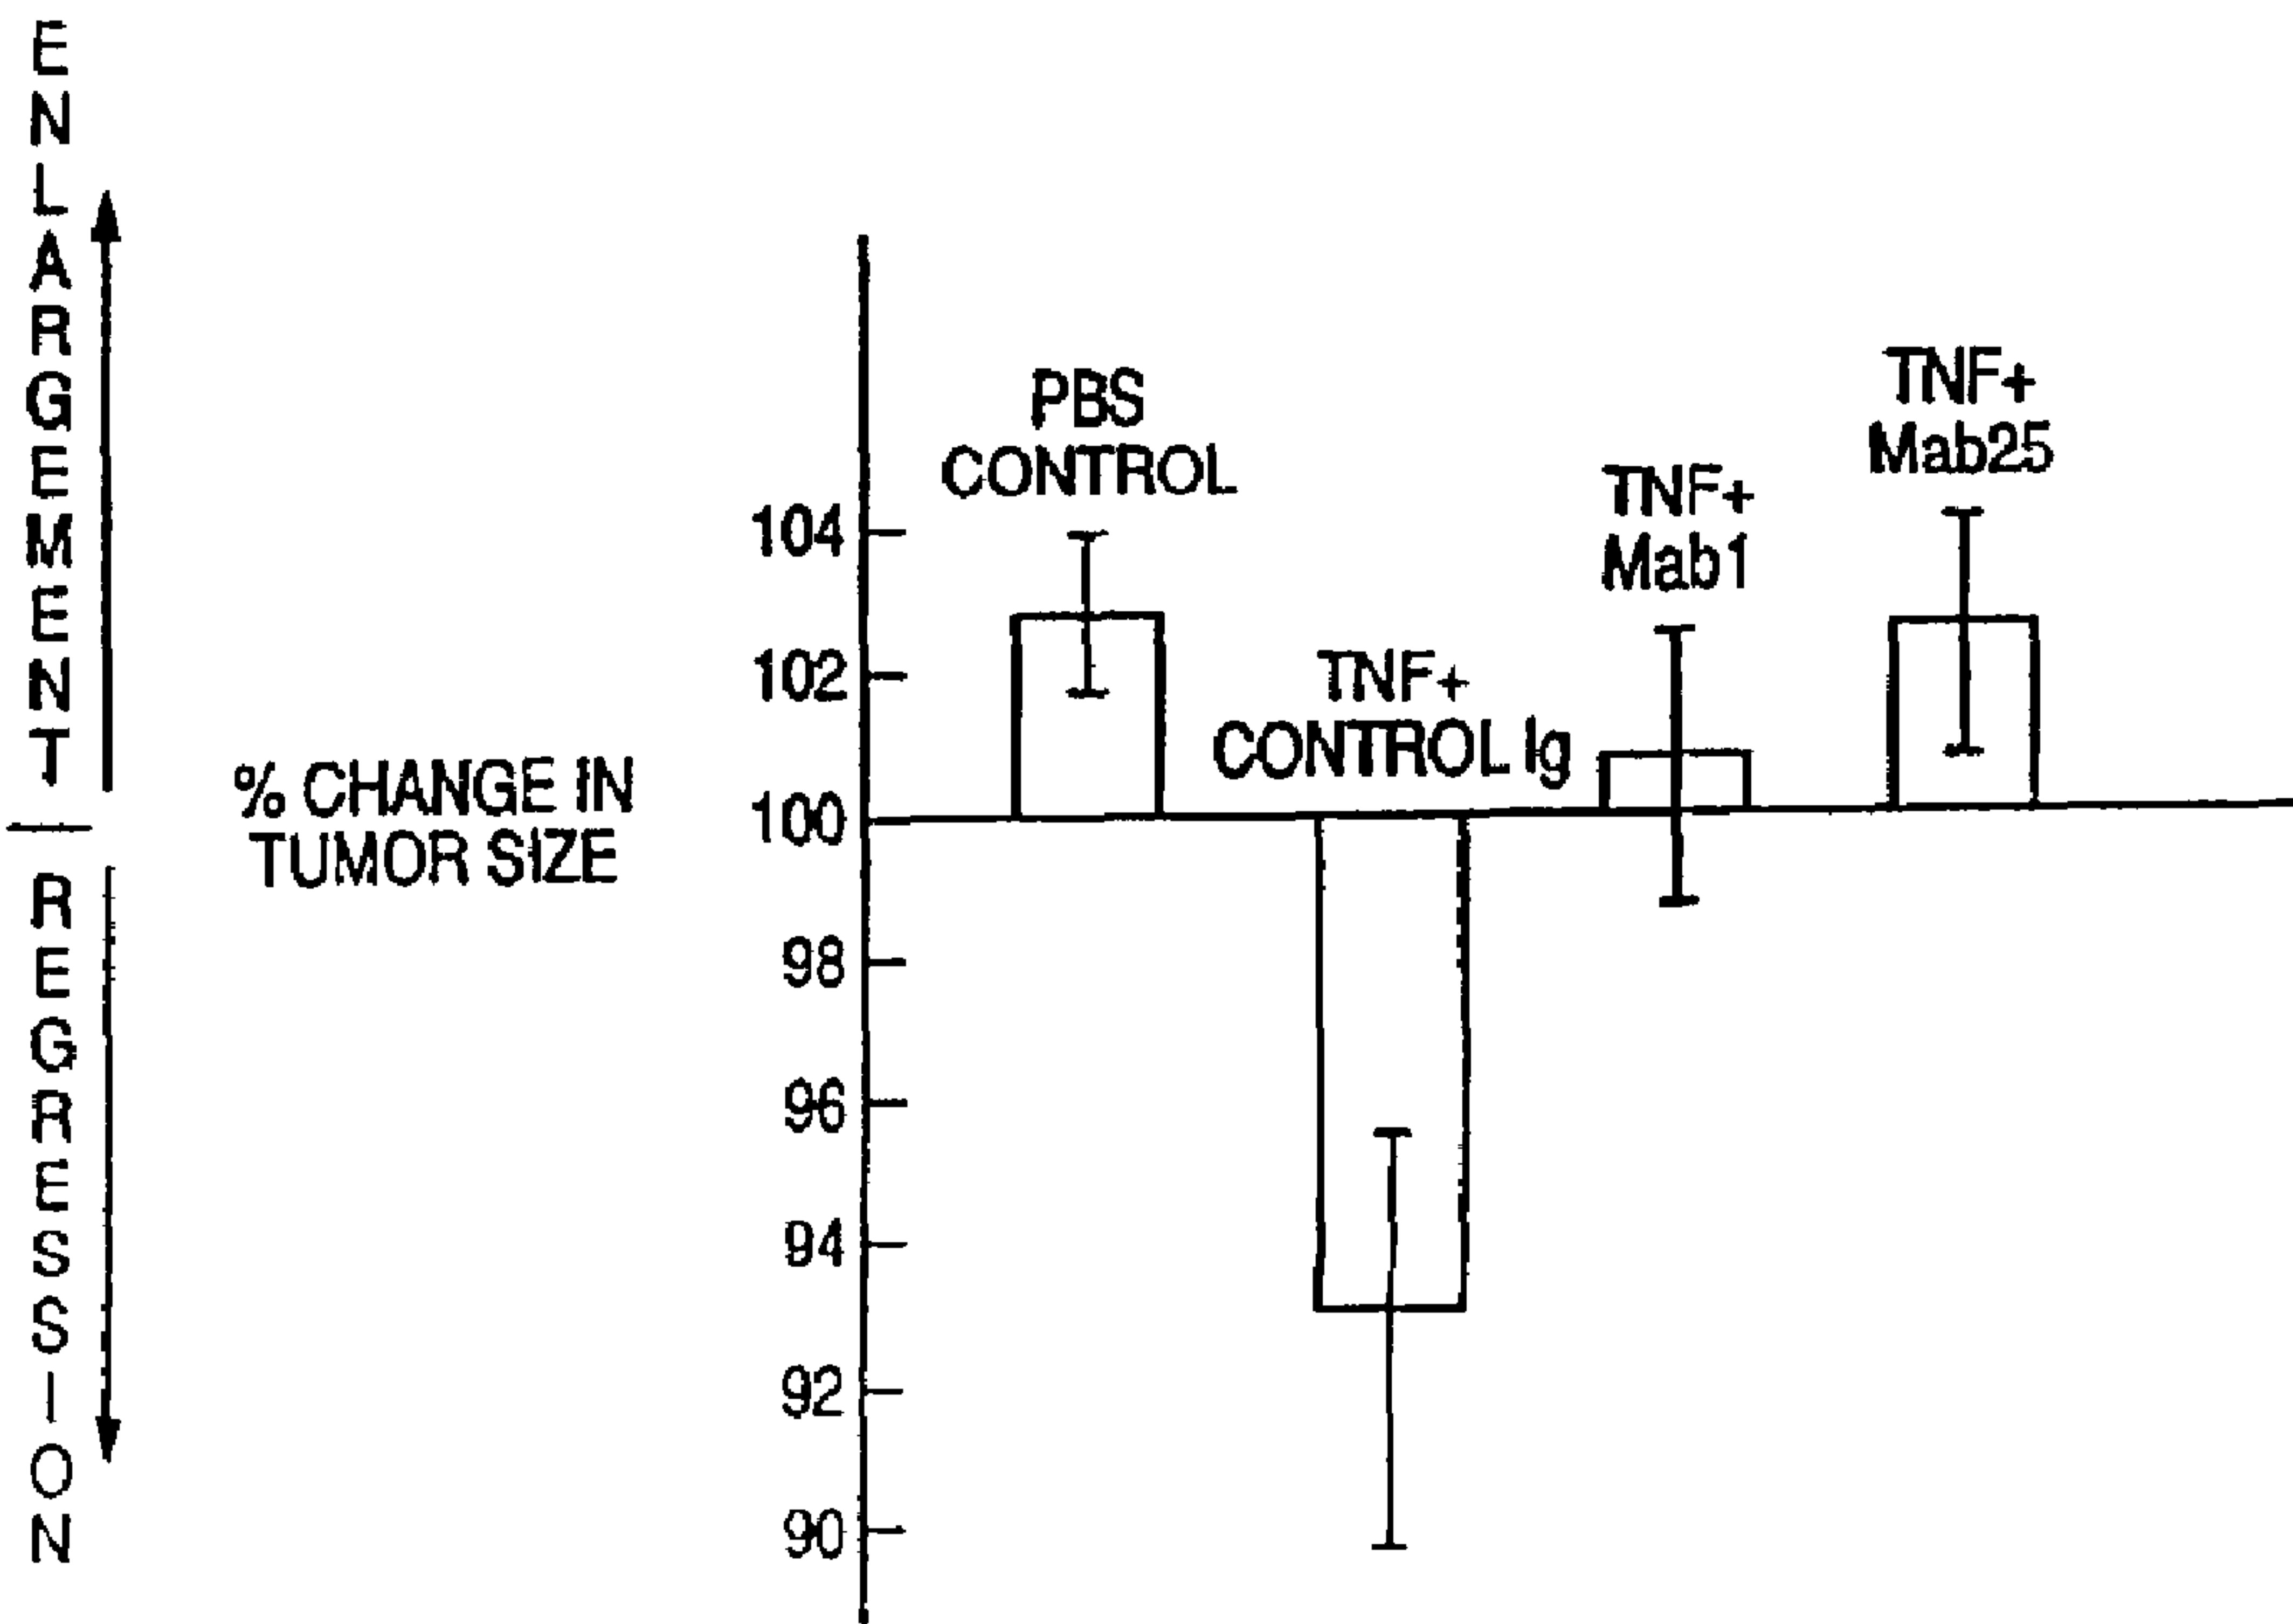 ENLARGEMENT
REGRESSION
% CHANGE IN
TUMOR SIZE
104
102
100
98
96
94
92
90
PBS
CONTROL
TNF+
CONTROL Ig
TNF+
Mab1
TNF+
Mab25